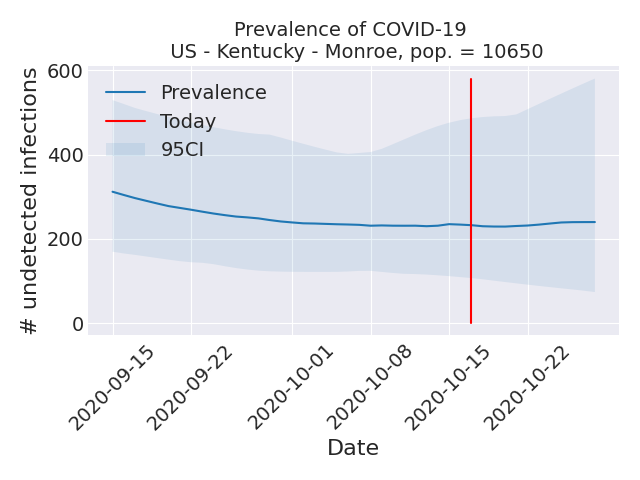 Prevalence of COVID-19
US - Kentucky - Monroe, pop. = 10650
# undetected infections
600
400
200
0
Prevalence
Today
95CI
2020-09-15
2020-09-22
2020-10-01
2020-10-08
2020-10-15
2020-10-22
Date